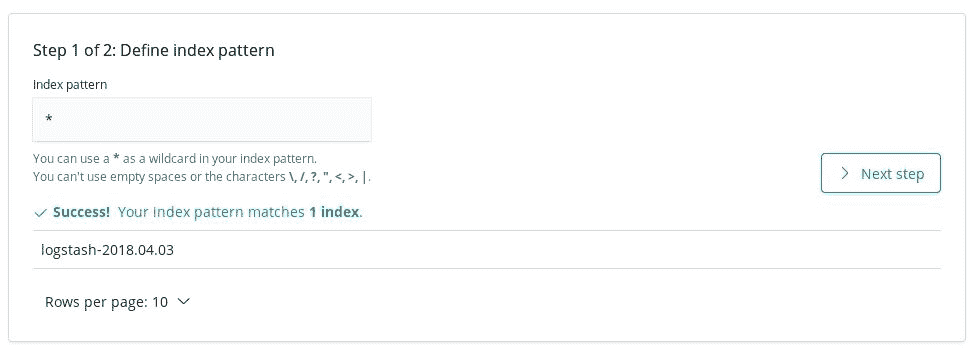 Step 1 of 2: Define index pattern
Index pattern
*
You can use a * as a wildcard in your index pattern.
You can't use empty spaces or the characters \, /, ?, ", <, >, |.
Next step
Success! Your index pattern matches 1 index.
logstash-2018.04.03
Rows per page: 10